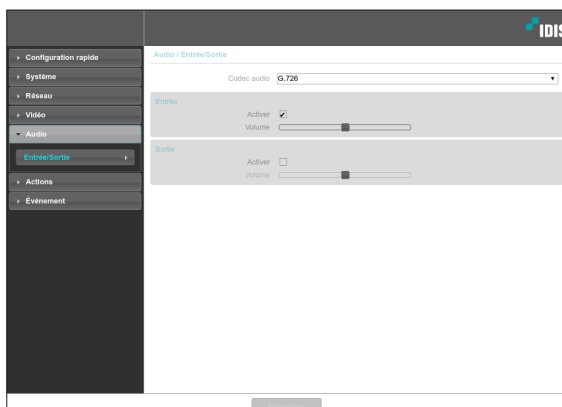 IDIS
Configuration rapide
Système
Réseau
Vidéo
Audio
Entrée/Sortie
Actions
Événement
Audio / Entrée/Sortie
Codec audio G.726
Entrée
Activer
Volume
Sortie
Activer
Volume